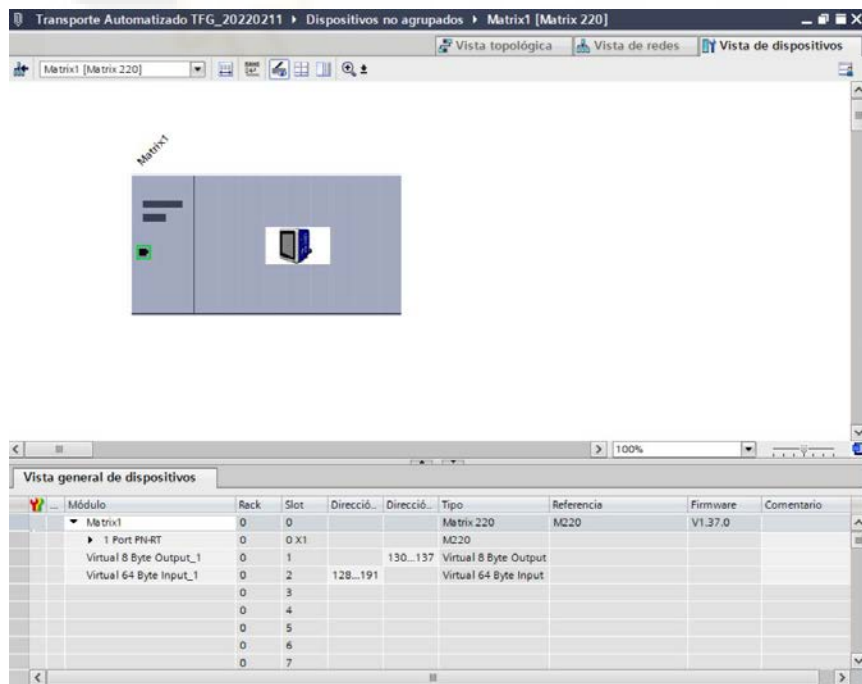 Transporte Automatizado TFG_20220211 ▸ Dispositivos no agrupados ▸ Matrix1 [Matrix 220]
Vista topológica Vista de redes Vista de dispositivos
Matrix1 [Matrix 220]
Matrix1
100%
Vista general de dispositivos
... Módulo Rack Slot Direcció... Direcció... Tipo Referencia Firmware Comentario
Matrix1 0 0 Matrix 220 M220 V1.37.0
1 Port PN-RT 0 0 X1 M220
Virtual 8 Byte Output_1 0 1 130...137 Virtual 8 Byte Output
Virtual 64 Byte Input_1 0 2 128...191 Virtual 64 Byte Input
0 3
0 4
0 5
0 6
0 7